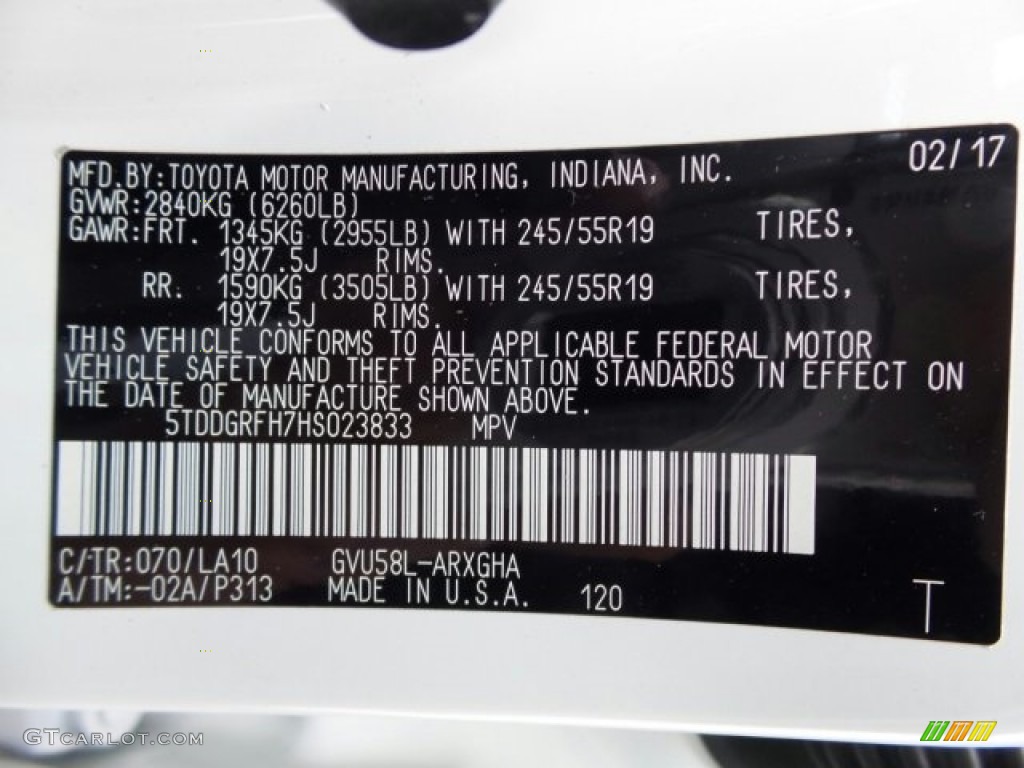 02/17
MFD.BY:TOYOTA MOTOR MANUFACTURING, INDIANA, INC.
GVWR:2840KG (6260LB)
GAWR:FRT. 1345KG (2955LB) WITH 245/55R19 TIRES,
19X7.5J RIMS.
RR. 1590KG (3505LB) WITH 245/55R19 TIRES,
19X7.5J RIMS.
THIS VEHICLE CONFORMS TO ALL APPLICABLE FEDERAL MOTOR
VEHICLE SAFETY AND THEFT PREVENTION STANDARDS IN EFFECT ON
THE DATE OF MANUFACTURE SHOWN ABOVE.
5TDDGRFH7HS023833 MPV
C/TR:070/LA10 GVU58L-ARXGHA
A/TM:-02A/P313 MADE IN U.S.A. 120 T
GTCARLOT.COM